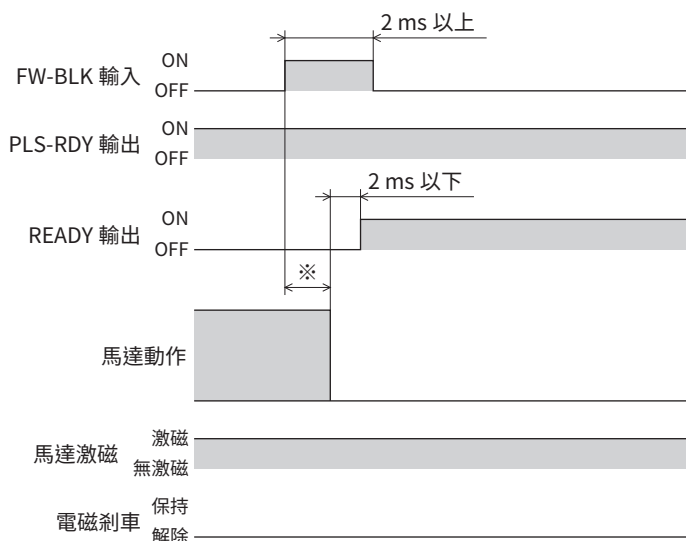 2 ms 以上
FW-BLK 輸入
ON
OFF
PLS-RDY 輸出
ON
OFF
2 ms 以下
READY 輸出
ON
OFF
※
馬達動作
馬達激磁
激磁
無激磁
電磁剎車
保持
解除